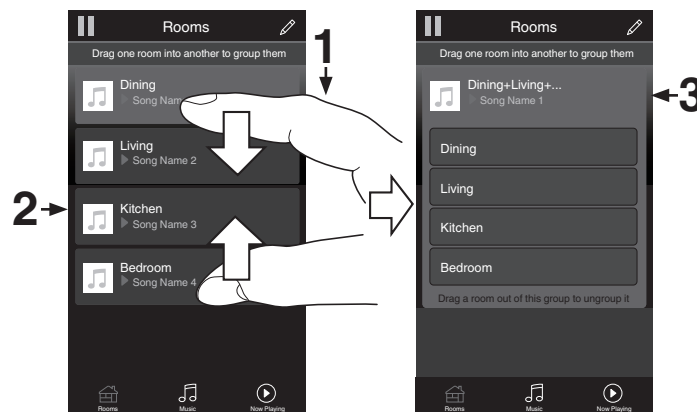 Rooms
Drag one room into another to group them
1
Dining
Song Nam
Living
Song Name 2
2
Kitchen
Song Name 3
Bedroom
Song Name 4
Rooms
Music
Now Playing
Rooms
Drag one room into another to group them
Dining+Living+...
Song Name 1
3
Dining
Living
Kitchen
Bedroom
Drag a room out of this group to ungroup it
Rooms
Music
Now Playing